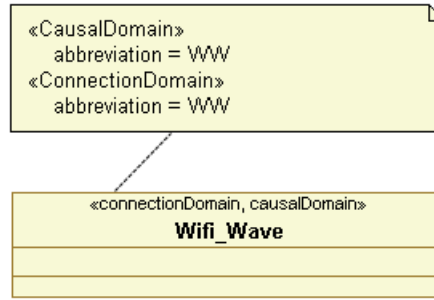 «CausalDomain»
abbreviation = WW
«ConnectionDomain»
abbreviation = WW
«connectionDomain, causalDomain»
Wifi_Wave